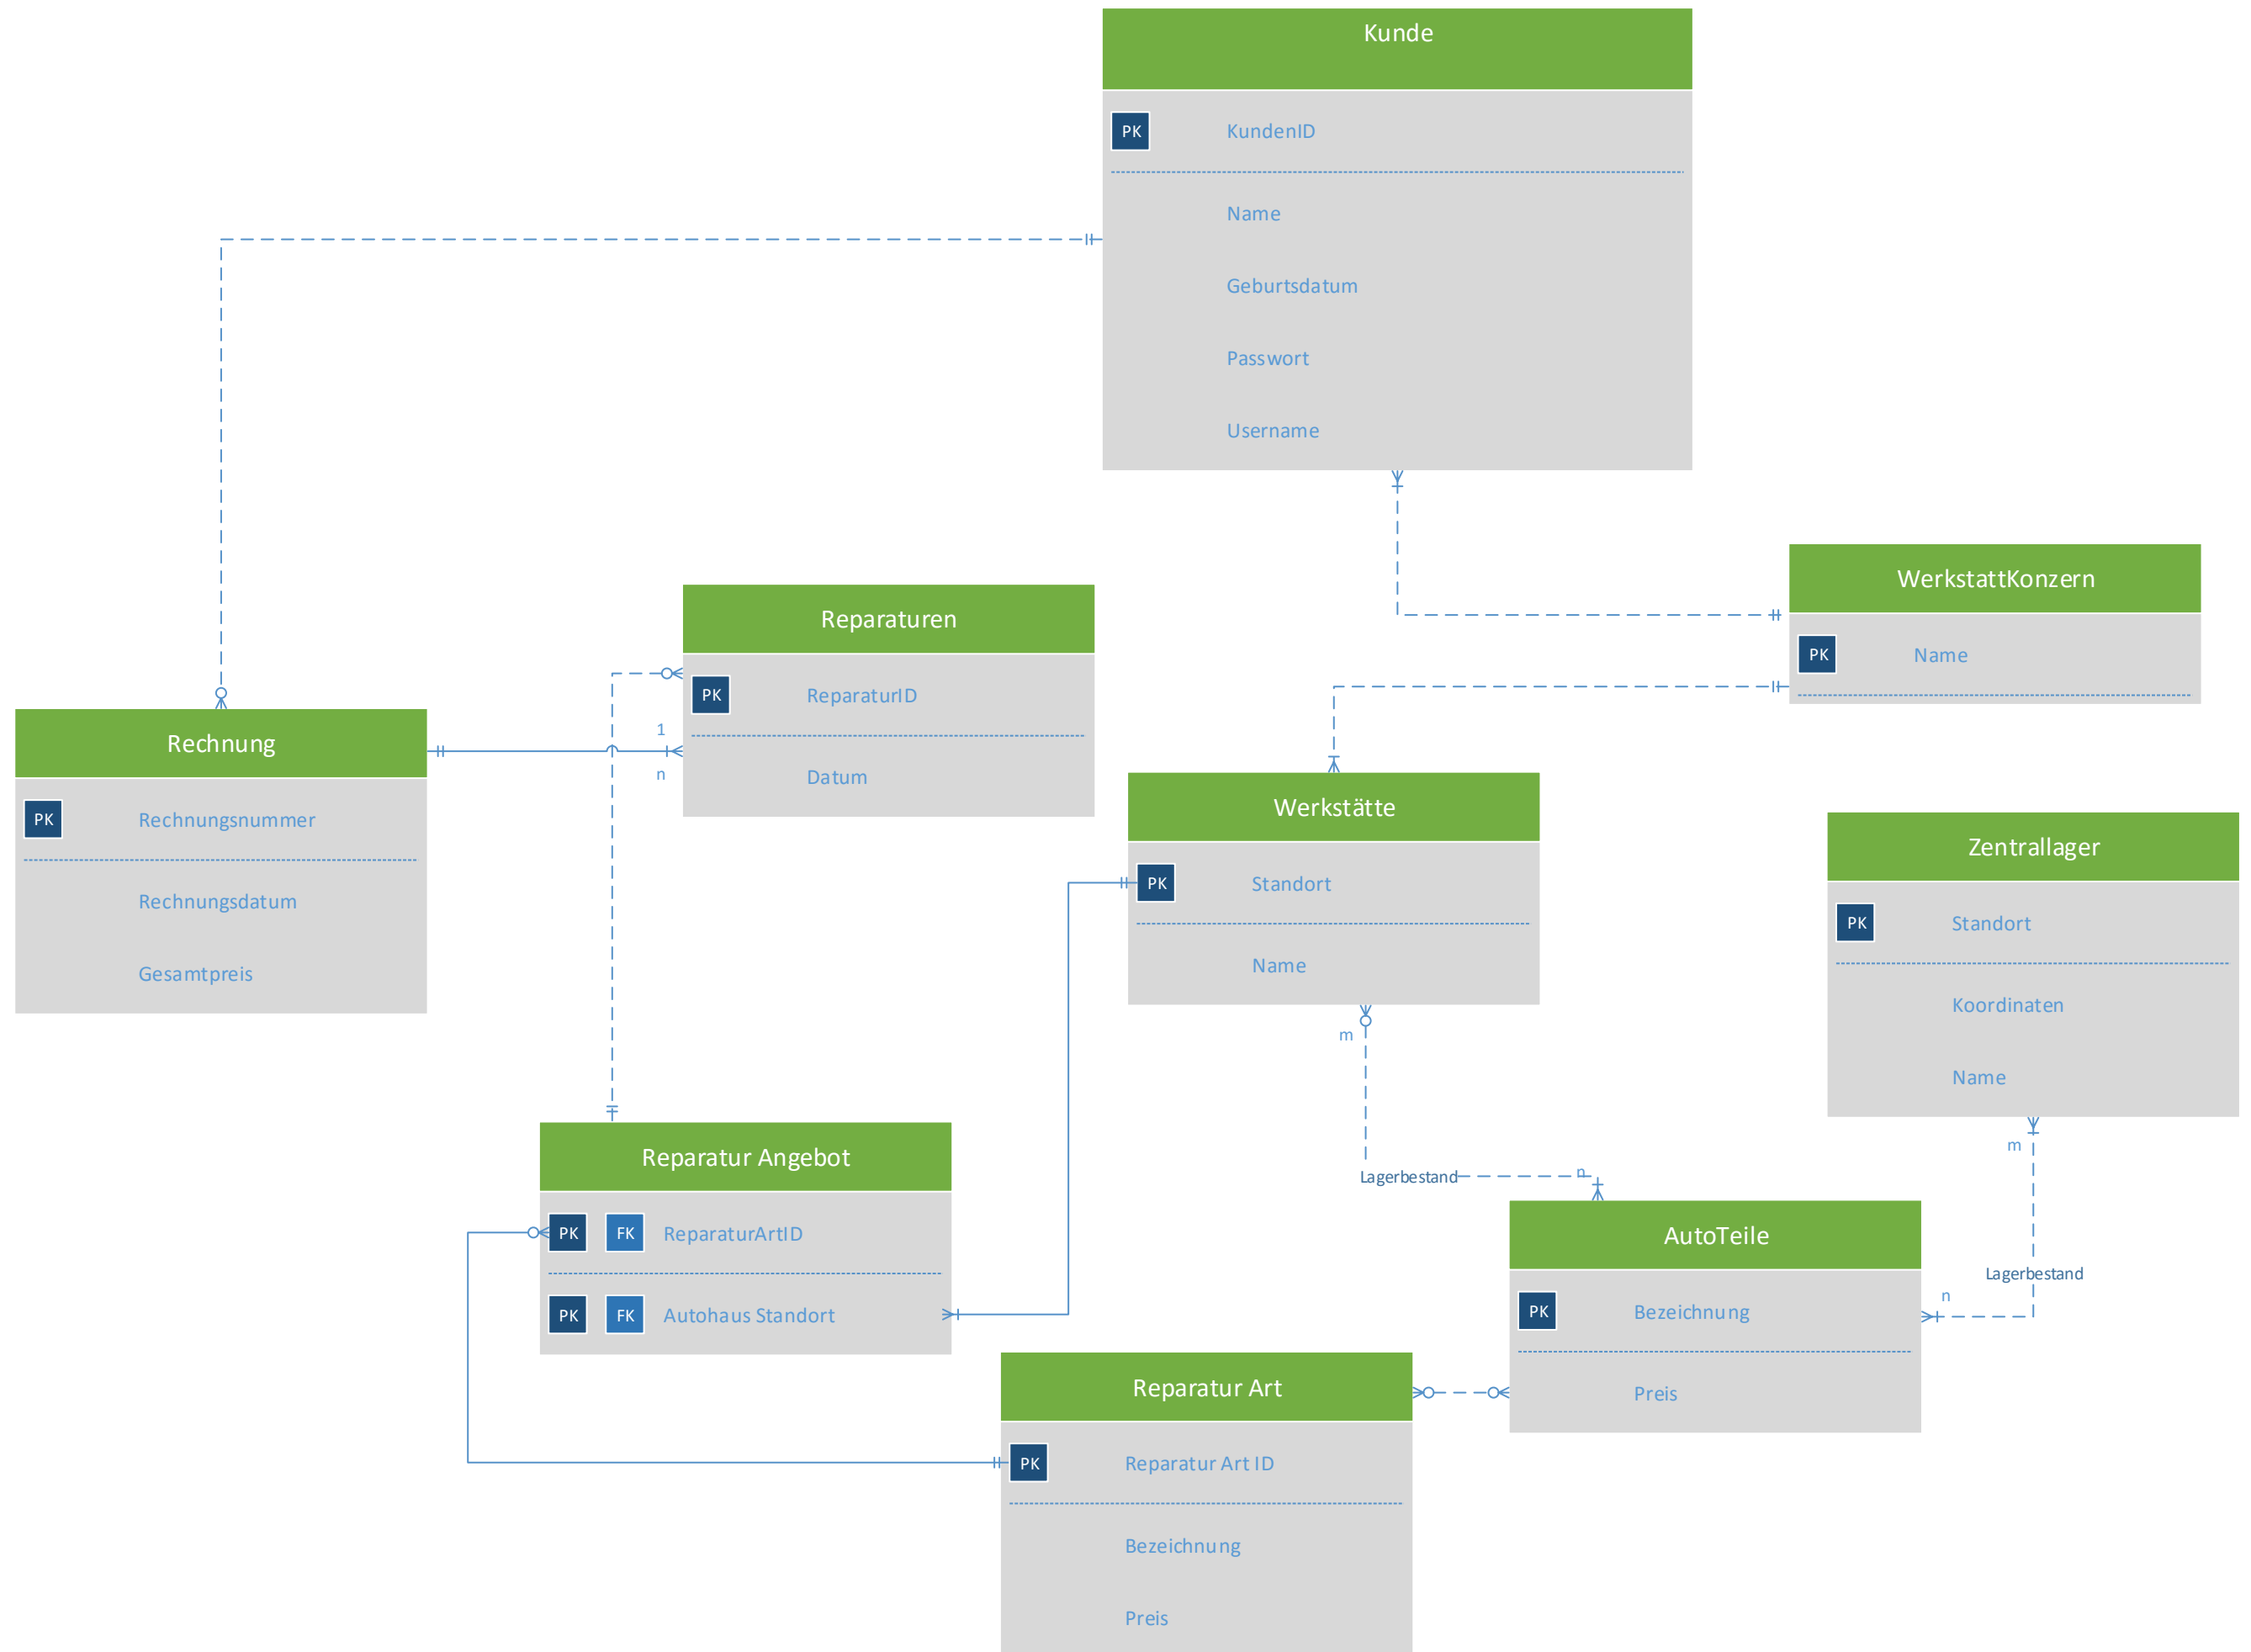 Kunde
PK KundenID
Name
Geburtsdatum
Passwort
Username
WerkstattKonzern
PK Name
Reparaturen
PK ReparaturID
Datum
1
n
Rechnung
PK Rechnungsnummer
Rechnungsdatum
Gesamtpreis
Werkstätte
PK Standort
Name
m
Zentrallager
PK Standort
Koordinaten
Name
m
Lagerbestand
n
Reparatur Angebot
PK FK ReparaturArtID
PK FK Autohaus Standort
Lagerbestand
n
AutoTeile
PK Bezeichnung
Preis
Reparatur Art
PK Reparatur Art ID
Bezeichnung
Preis